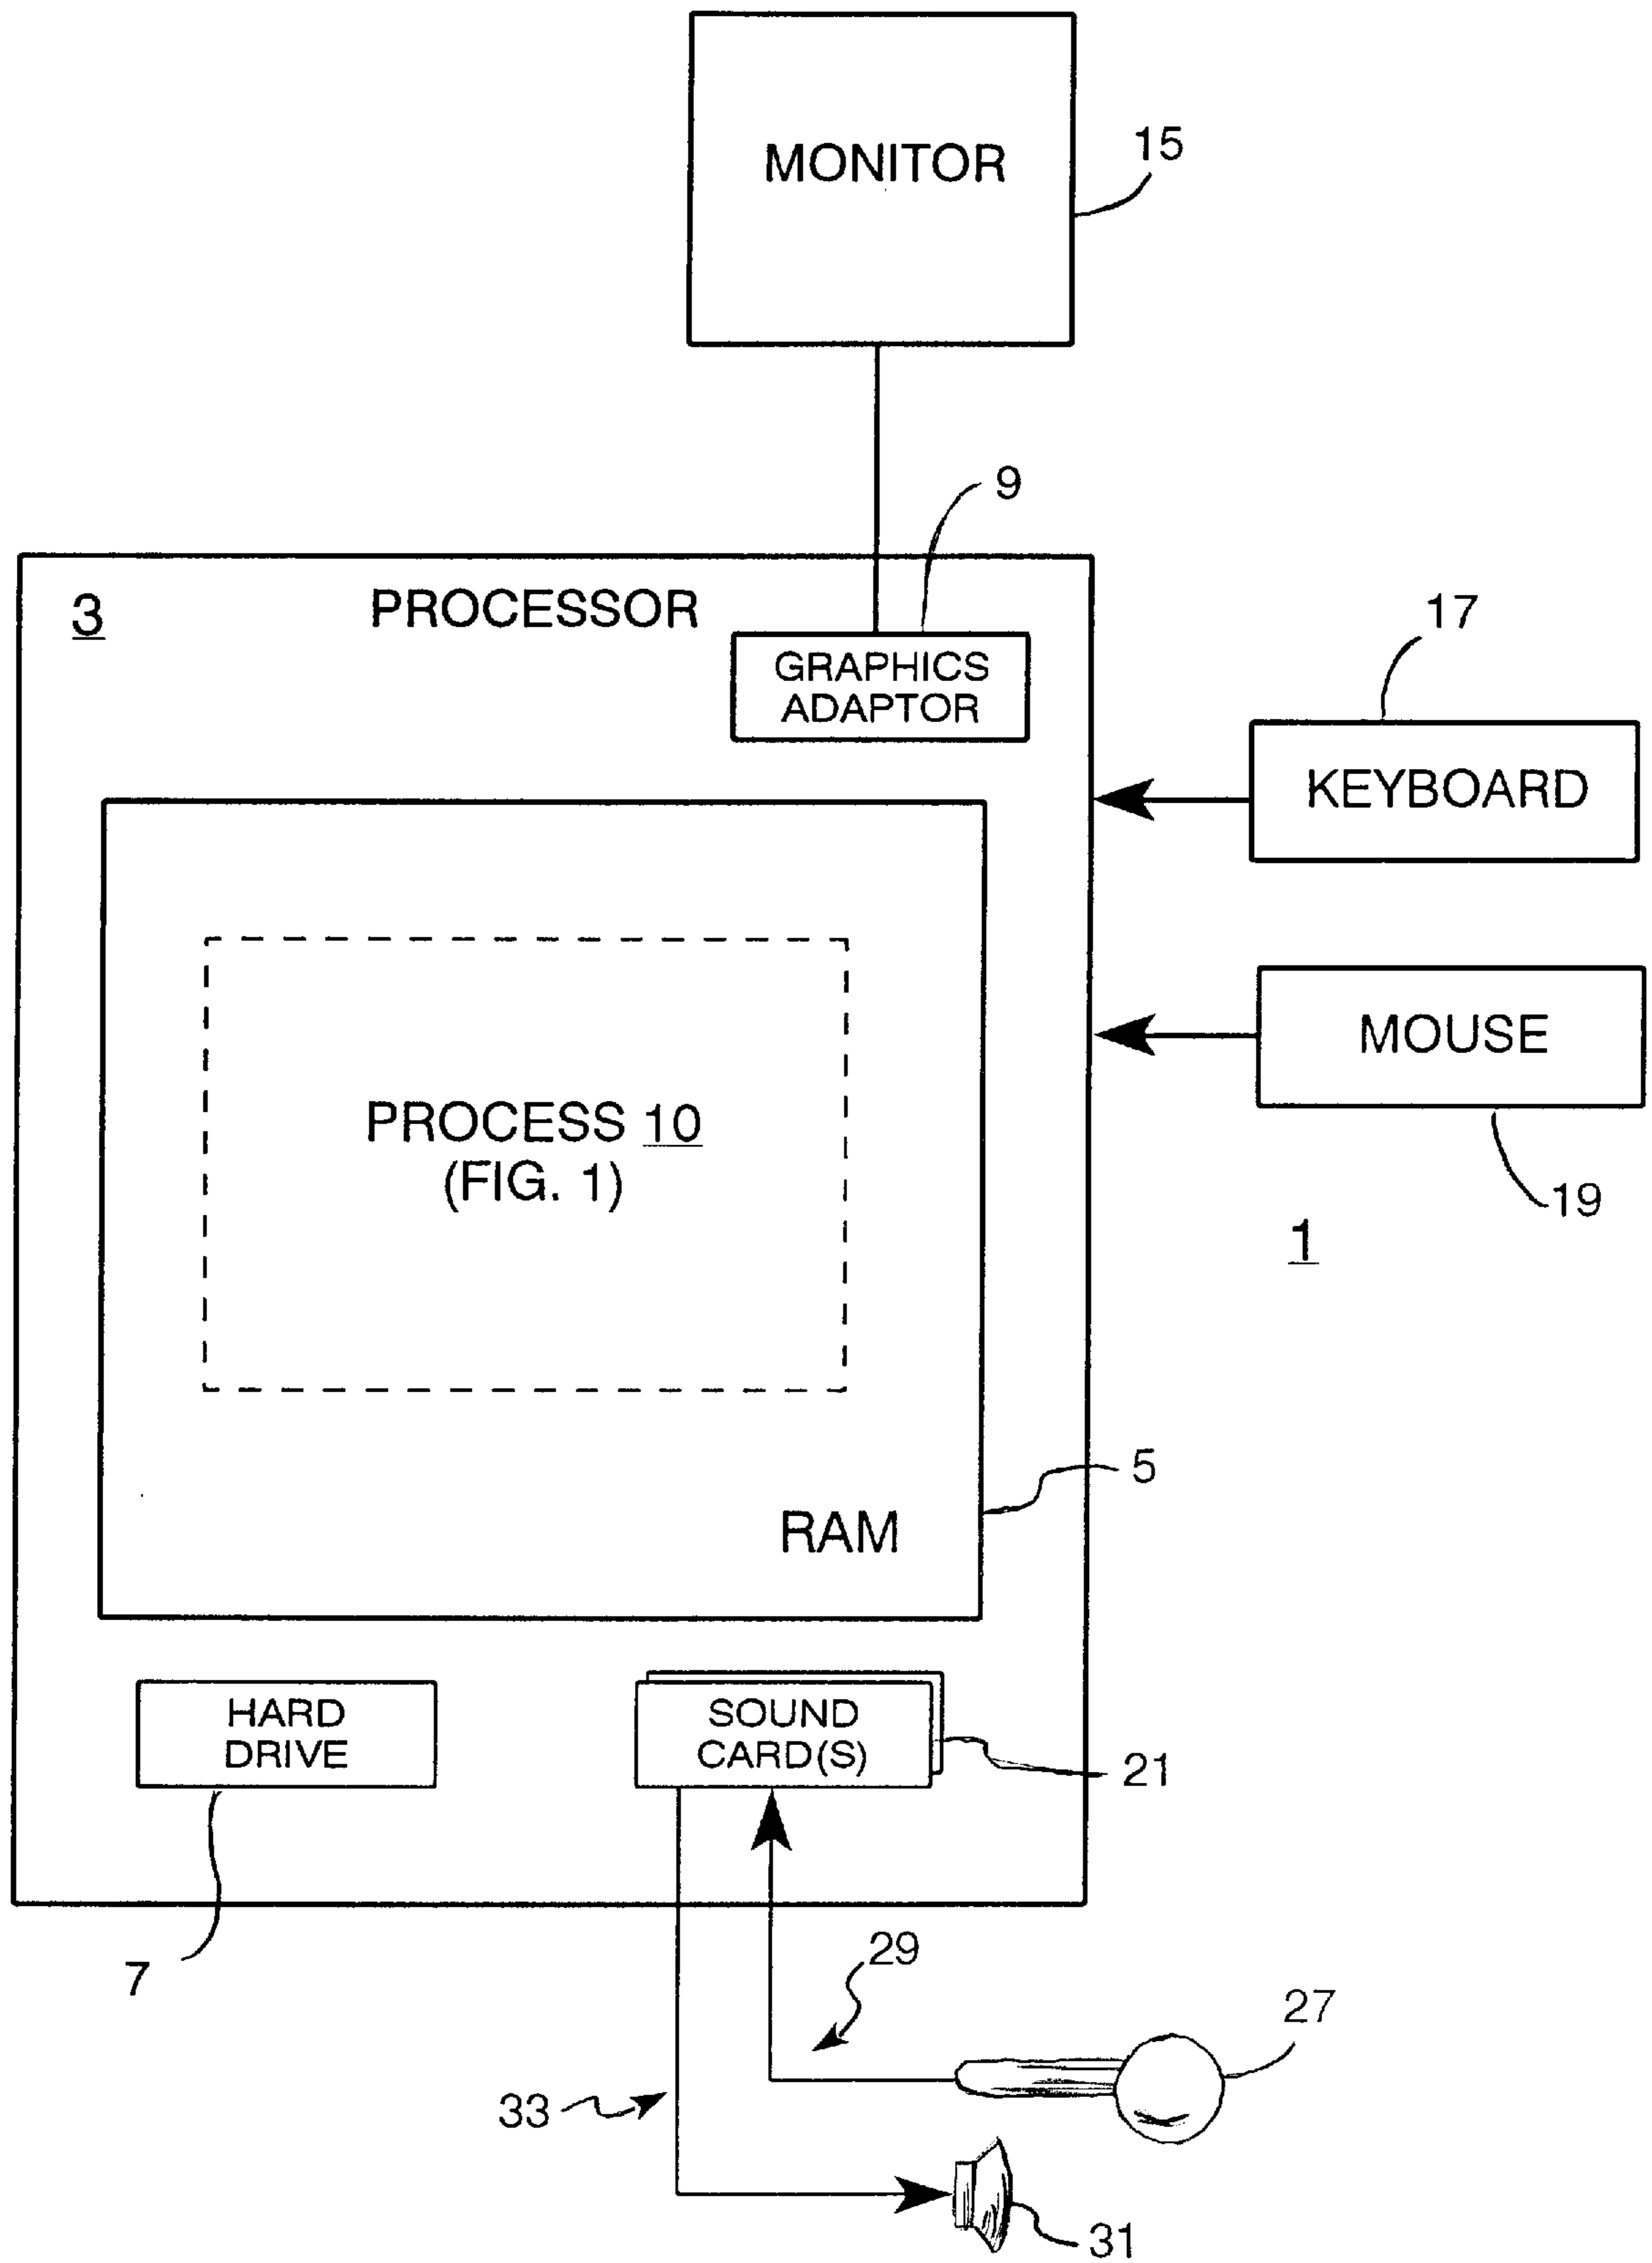 MONITOR
15
9
3
PROCESSOR
GRAPHICS
ADAPTOR
17
KEYBOARD
MOUSE
19
1
PROCESS 10
(FIG. 1)
5
RAM
HARD
DRIVE
SOUND
CARD(S)
21
7
29
27
33
31